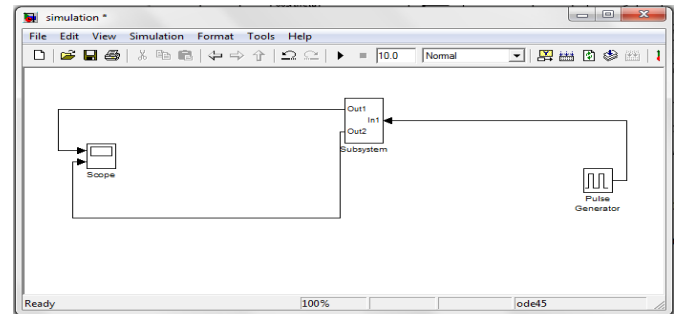 simulation *
File Edit View Simulation Format Tools Help
10.0 Normal
Out1
In1
Out2
Subsystem
Scope
Pulse
Generator
Ready 100% ode45